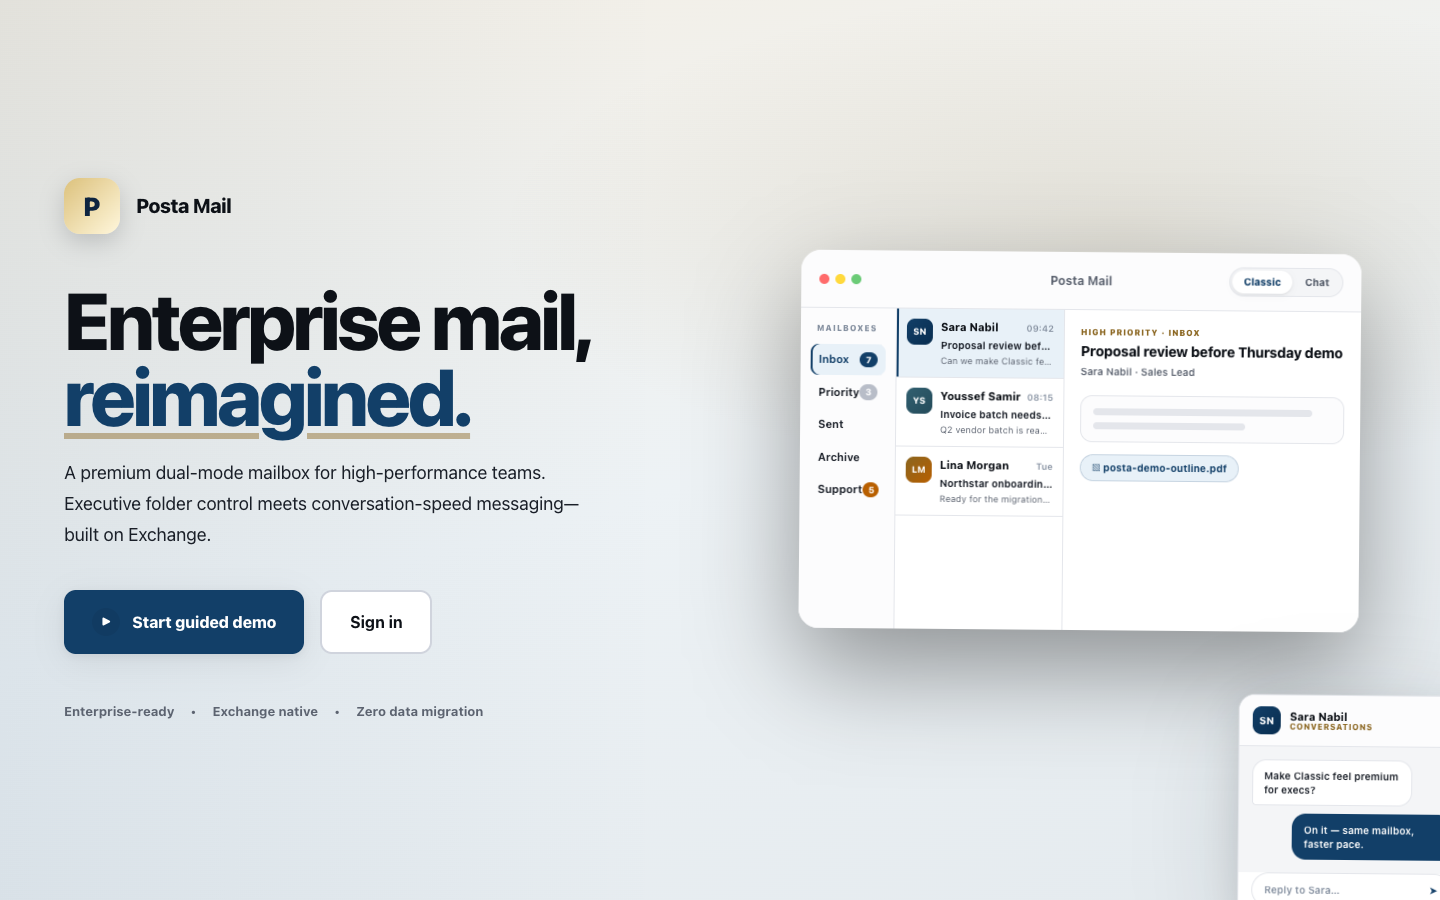 P
Posta Mail
Enterprise mail,
reimagined.
A premium dual-mode mailbox for high-performance teams.
Executive folder control meets conversation-speed messaging—
built on Exchange.
Start guided demo
Sign in
Enterprise-ready • Exchange native • Zero data migration
Posta Mail
Classic
Chat
MAILBOXES
Inbox 7
Priority 3
Sent
Archive
Support 5
SN
Sara Nabil 09:42
Proposal review bef...
Can we make Classic fe...
YS
Youssef Samir 08:15
Invoice batch needs...
Q2 vendor batch is rea...
LM
Lina Morgan Tue
Northstar onboardin...
Ready for the migration...
HIGH PRIORITY · INBOX
Proposal review before Thursday demo
Sara Nabil · Sales Lead
posta-demo-outline.pdf
SN
Sara Nabil
CONVERSATIONS
Make Classic feel premium
for execs?
On it — same mailbox,
faster pace.
Reply to Sara...